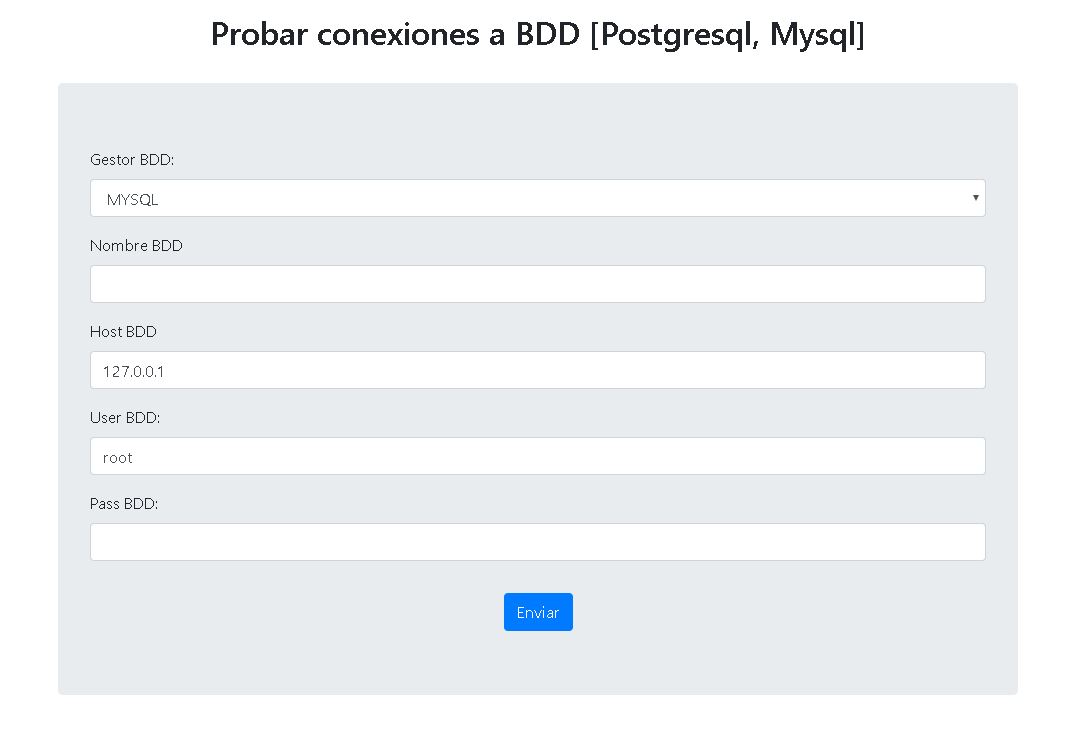 Probar conexiones a BDD [Postgresql, Mysql]
Gestor BDD:
MYSQL
Nombre BDD
Host BDD
127.0.0.1
User BDD:
root
Pass BDD:
Enviar